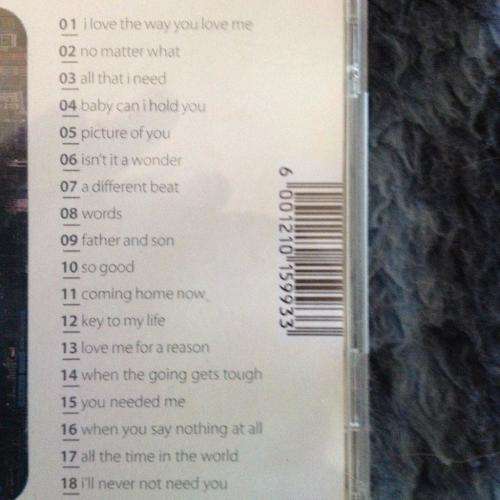 01 i love the way you love me
02 no matter what
03 all that i need
04 baby can i hold you
05 picture of you
06 isn't it a wonder
07 a different beat
08 words
09 father and son
10 so good
11 coming home now
12 key to my life
13 love me for a reason
14 when the going gets tough
15 you needed me
16 when you say nothing at all
17 all the time in the world
18 i'll never not need you
6 001210 159933